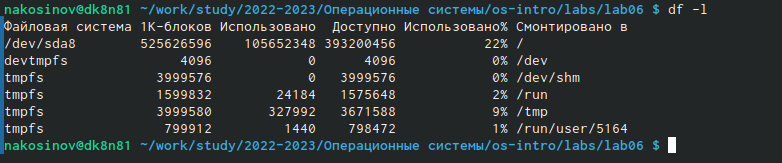 nakosinov@dk8n81 ~/work/study/2022-2023/Операционные системы/os-intro/labs/lab06 $ df -l
Файловая система 1K-блоков Использовано Доступно Использовано% Cмонтировано в
/dev/sda8 525626596 105652348 393200456 22% /
devtmpfs 4096 0 4096 0% /dev
tmpfs 3999576 0 3999576 0% /dev/shm
tmpfs 1599832 24184 1575648 2% /run
tmpfs 3999580 327992 3671588 9% /tmp
tmpfs 799912 1440 798472 1% /run/user/5164
nakosinov@dk8n81 ~/work/study/2022-2023/Операционные системы/os-intro/labs/lab06 $